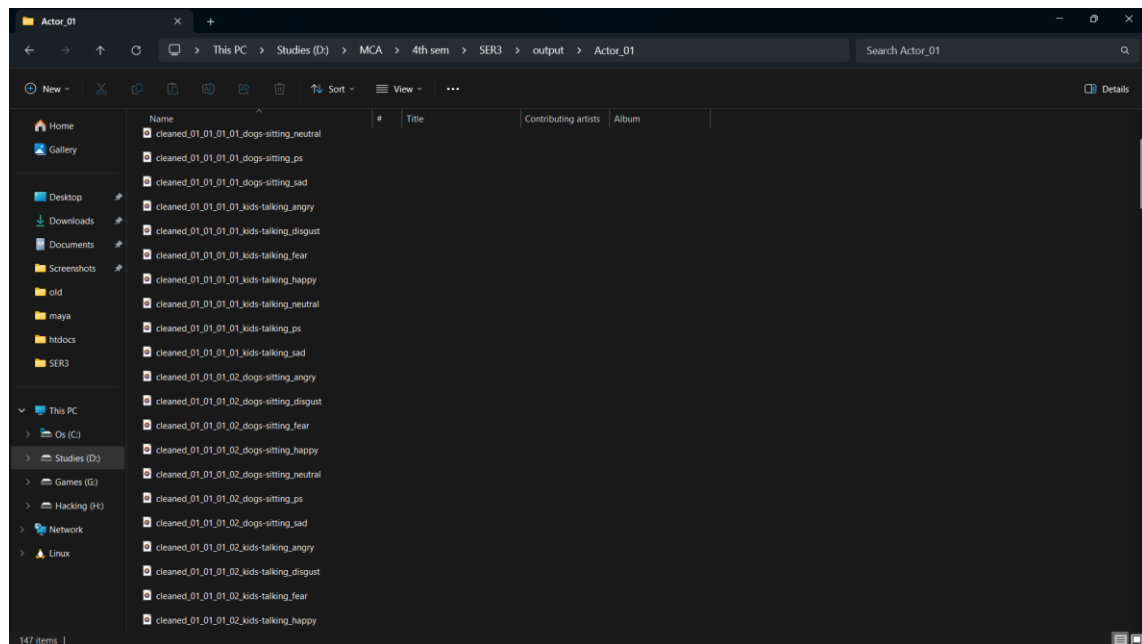 Actor_01
This PC > Studies (D:) > MCA > 4th sem > SER3 > output > Actor_01
Search Actor_01
New
Sort
View
...
Details
Home
Gallery
Desktop
Downloads
Documents
Screenshots
old
maya
htdocs
SER3
This PC
Os (C:)
Studies (D:)
Games (G:)
Hacking (H:)
Network
Linux
Name # Title Contributing artists Album
cleaned_01_01_01_01_dogs-sitting_neutral
cleaned_01_01_01_01_dogs-sitting_ps
cleaned_01_01_01_01_dogs-sitting_sad
cleaned_01_01_01_01_kids-talking_angry
cleaned_01_01_01_01_kids-talking_disgust
cleaned_01_01_01_01_kids-talking_fear
cleaned_01_01_01_01_kids-talking_happy
cleaned_01_01_01_01_kids-talking_neutral
cleaned_01_01_01_01_kids-talking_ps
cleaned_01_01_01_01_kids-talking_sad
cleaned_01_01_01_02_dogs-sitting_angry
cleaned_01_01_01_02_dogs-sitting_disgust
cleaned_01_01_01_02_dogs-sitting_fear
cleaned_01_01_01_02_dogs-sitting_happy
cleaned_01_01_01_02_dogs-sitting_neutral
cleaned_01_01_01_02_dogs-sitting_ps
cleaned_01_01_01_02_dogs-sitting_sad
cleaned_01_01_01_02_kids-talking_angry
cleaned_01_01_01_02_kids-talking_disgust
cleaned_01_01_01_02_kids-talking_fear
cleaned_01_01_01_02_kids-talking_happy
147 items